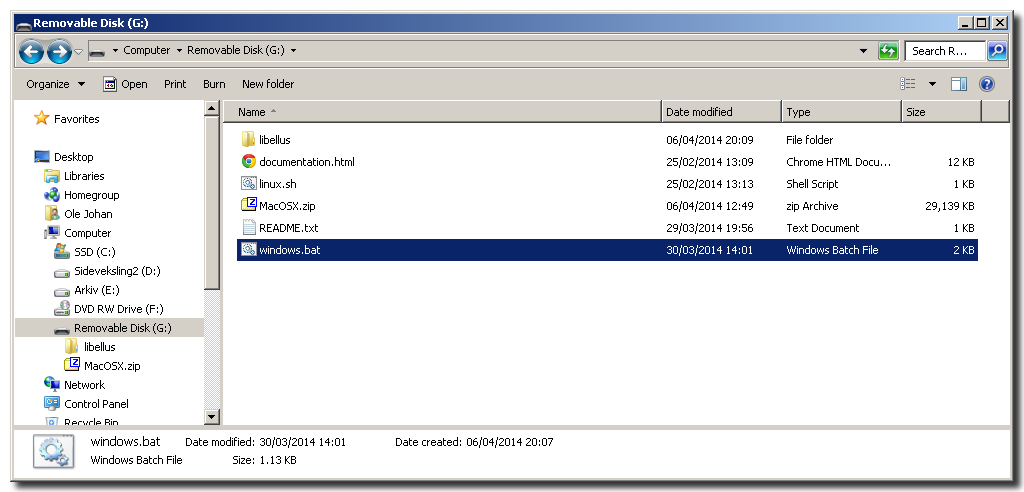 Removable Disk (G:)
Computer Removable Disk (G:) Search R...
Organize Open Print Burn New folder
Favorites
Desktop
Libraries
Homegroup
Ole Johan
Computer
SSD (C:)
Sideveksling2 (D:)
Arkiv (E:)
DVD RW Drive (F:)
Removable Disk (G:)
libellus
MacOSX.zip
Network
Control Panel
Recycle Bin
Name Date modified Type Size
libellus 06/04/2014 20:09 File folder
documentation.html 25/02/2014 13:09 Chrome HTML Docu... 12 KB
linux.sh 25/02/2014 13:13 Shell Script 1 KB
MacOSX.zip 06/04/2014 12:49 zip Archive 29,139 KB
README.txt 29/03/2014 19:56 Text Document 1 KB
windows.bat 30/03/2014 14:01 Windows Batch File 2 KB
windows.bat Date modified: 30/03/2014 14:01 Date created: 06/04/2014 20:07
Windows Batch File Size: 1.13 KB